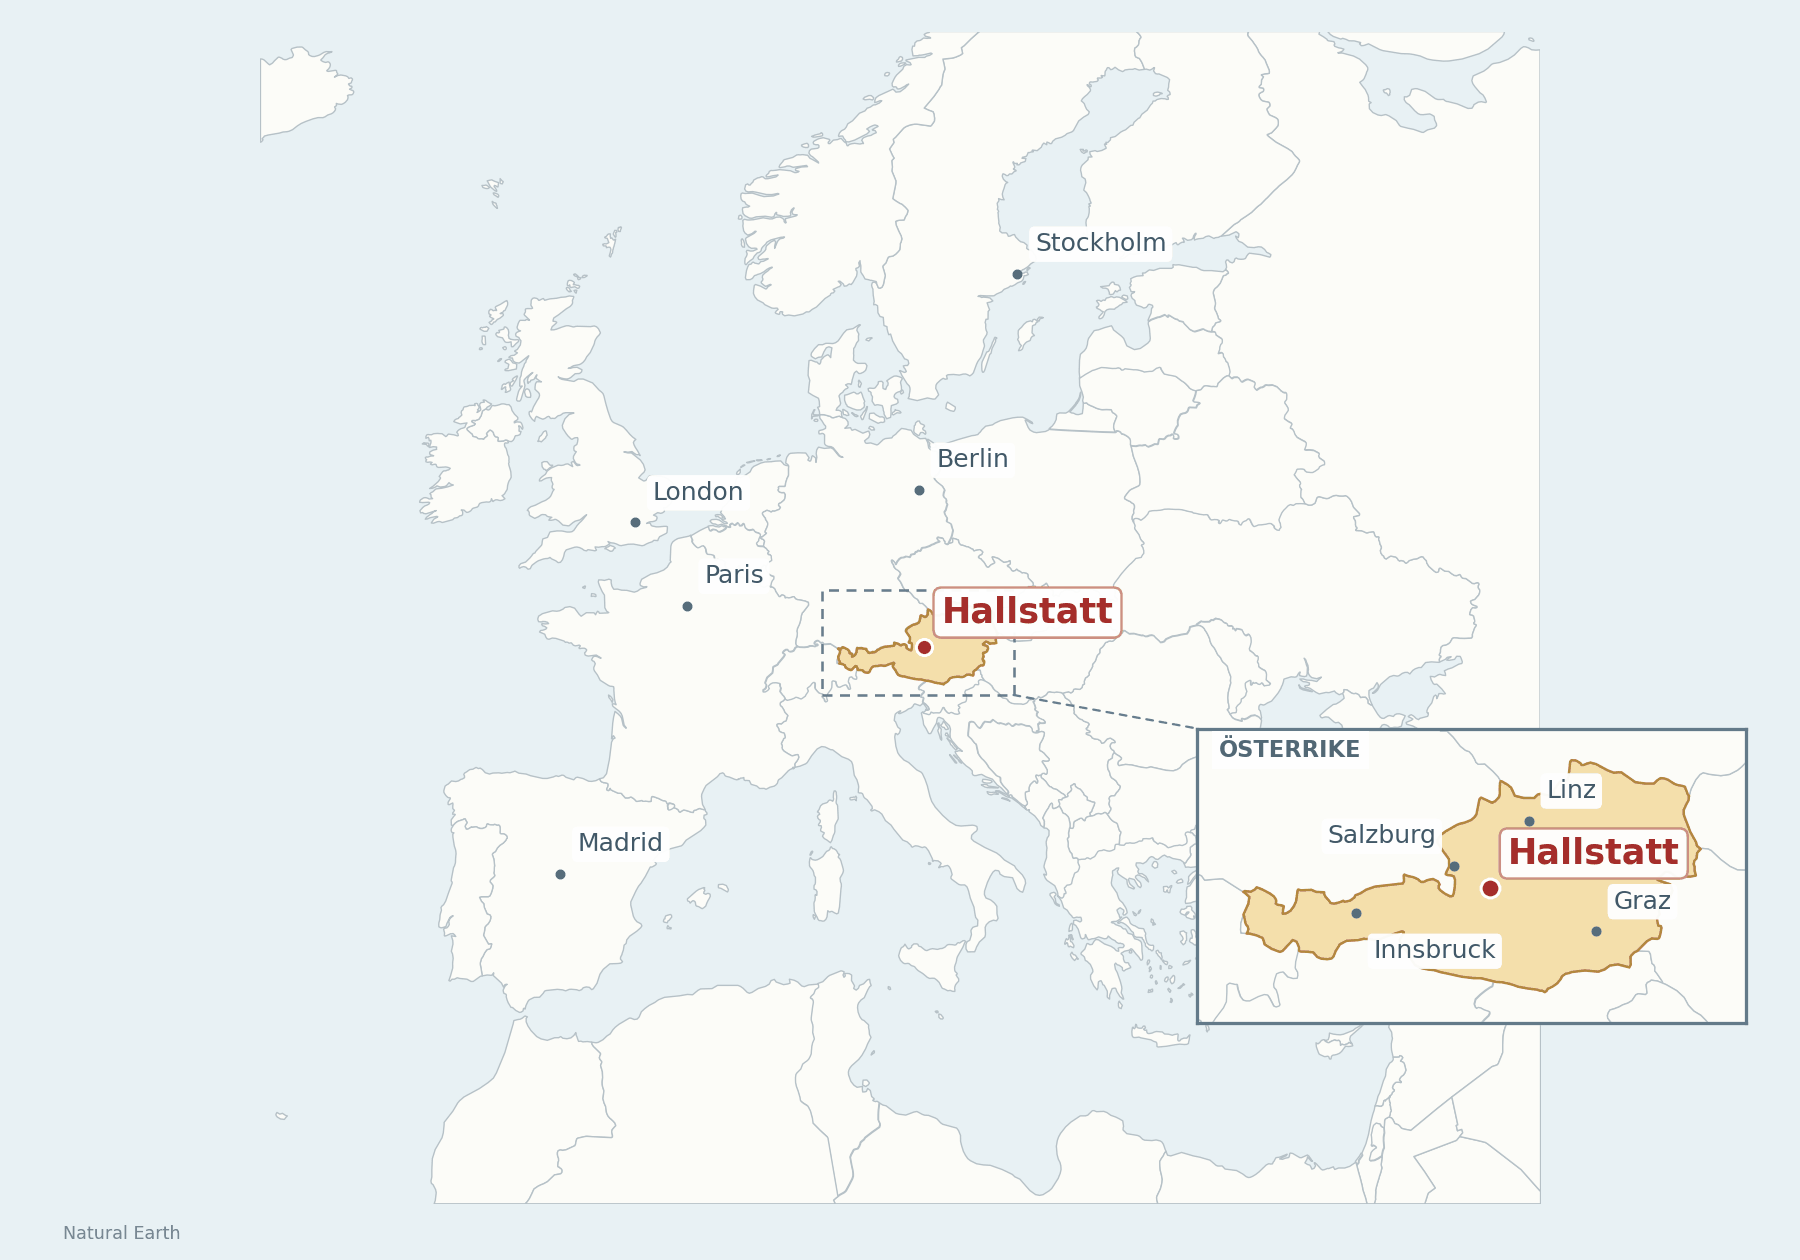 Stockholm
Berlin
London
Paris
Hallstatt
Madrid
ÖSTERRIKE
Linz
Salzburg
Hallstatt
Graz
Innsbruck
Natural Earth